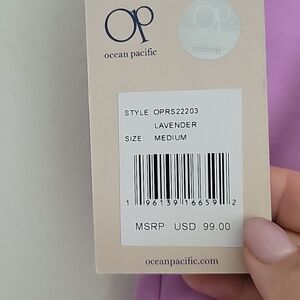 Op
ocean pacific
STYLE: OPRS22203
LAVENDER
SIZE: MEDIUM
1 96139 16659 2
MSRP USD 99.00
oceanpacific.com